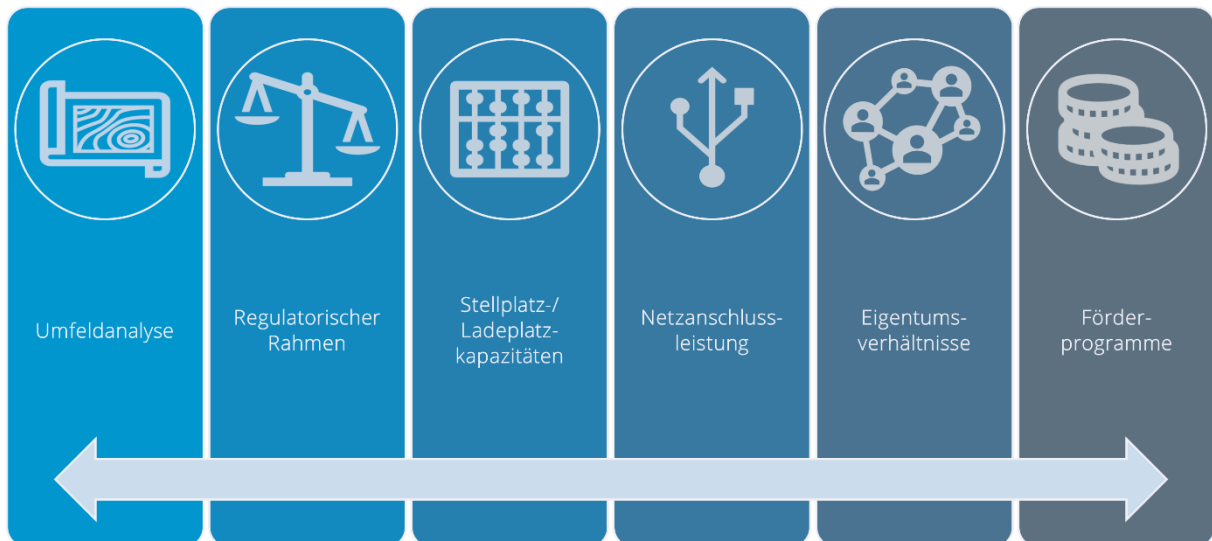 Umfeldanalyse
Regulatorischer
Rahmen
Stellplatz-/
Ladeplatz-
kapazitäten
Netzanschluss-
leistung
Eigentums-
verhältnisse
Förder-
programme